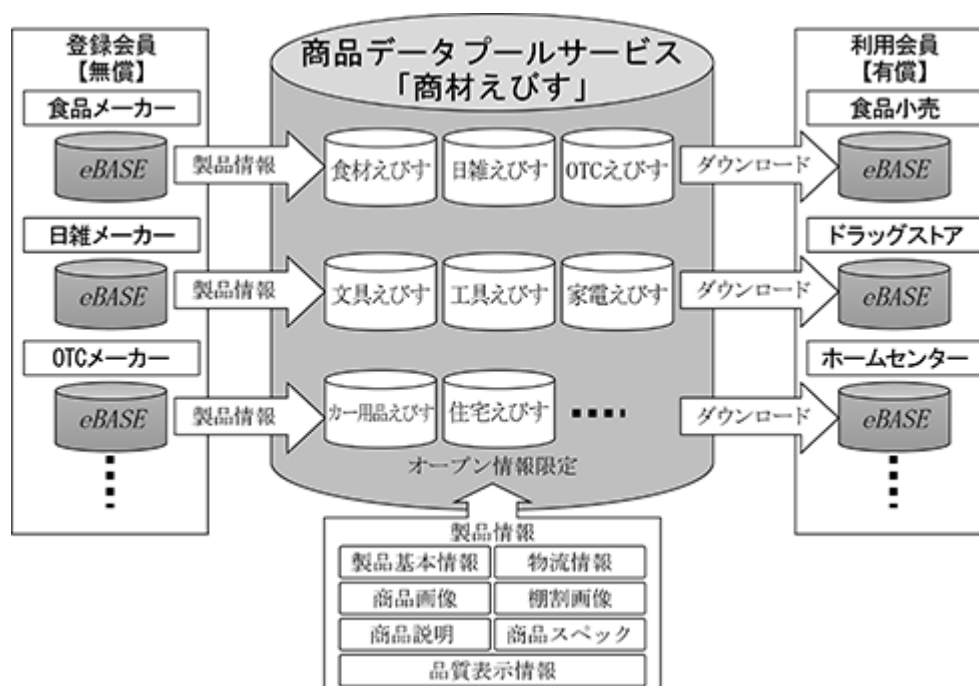 登録会員
【無償】
食品メーカー
eBASE
日雑メーカー
eBASE
OTCメーカー
eBASE
製品情報
製品情報
製品情報
商品データプールサービス
「商材えびす」
食材えびす
日雑えびす
OTCえびす
文具えびす
工具えびす
家電えびす
カー用品えびす
住宅えびす
オープン情報限定
ダウンロード
ダウンロード
ダウンロード
利用会員
【有償】
食品小売
eBASE
ドラッグストア
eBASE
ホームセンター
eBASE
製品情報
製品基本情報
物流情報
商品画像
棚割画像
商品説明
商品スペック
品質表示情報